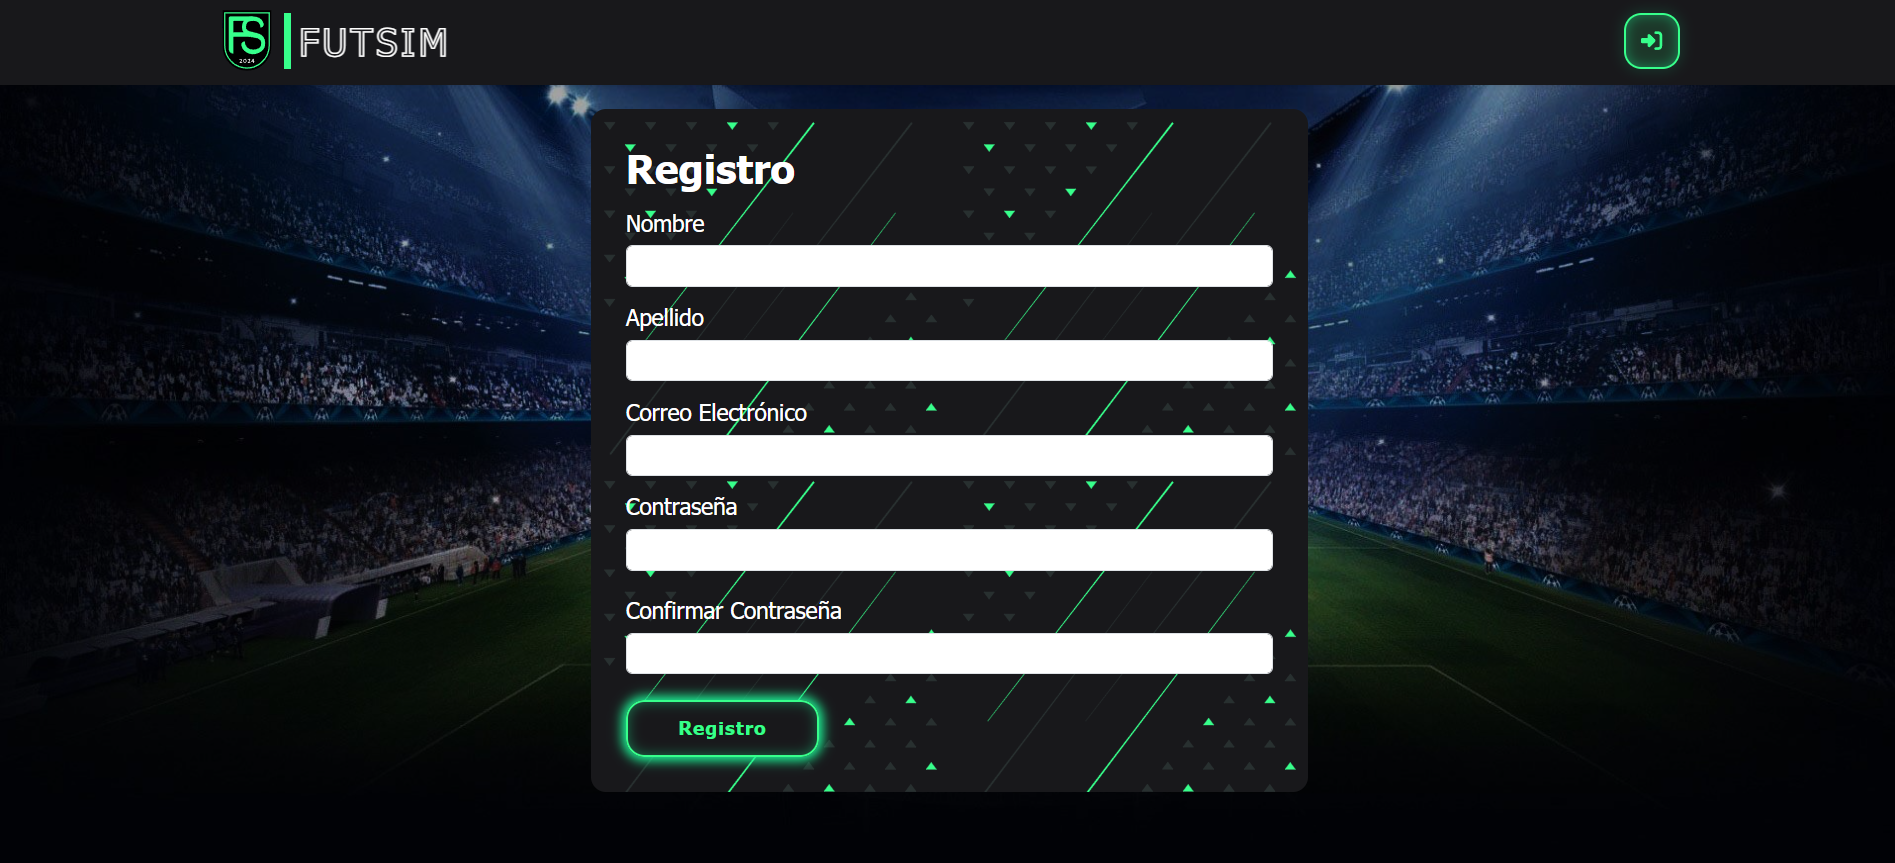 FS
2024
FUTSIM
Registro
Nombre
Apellido
Correo Electrónico
Contraseña
Confirmar Contraseña
Registro